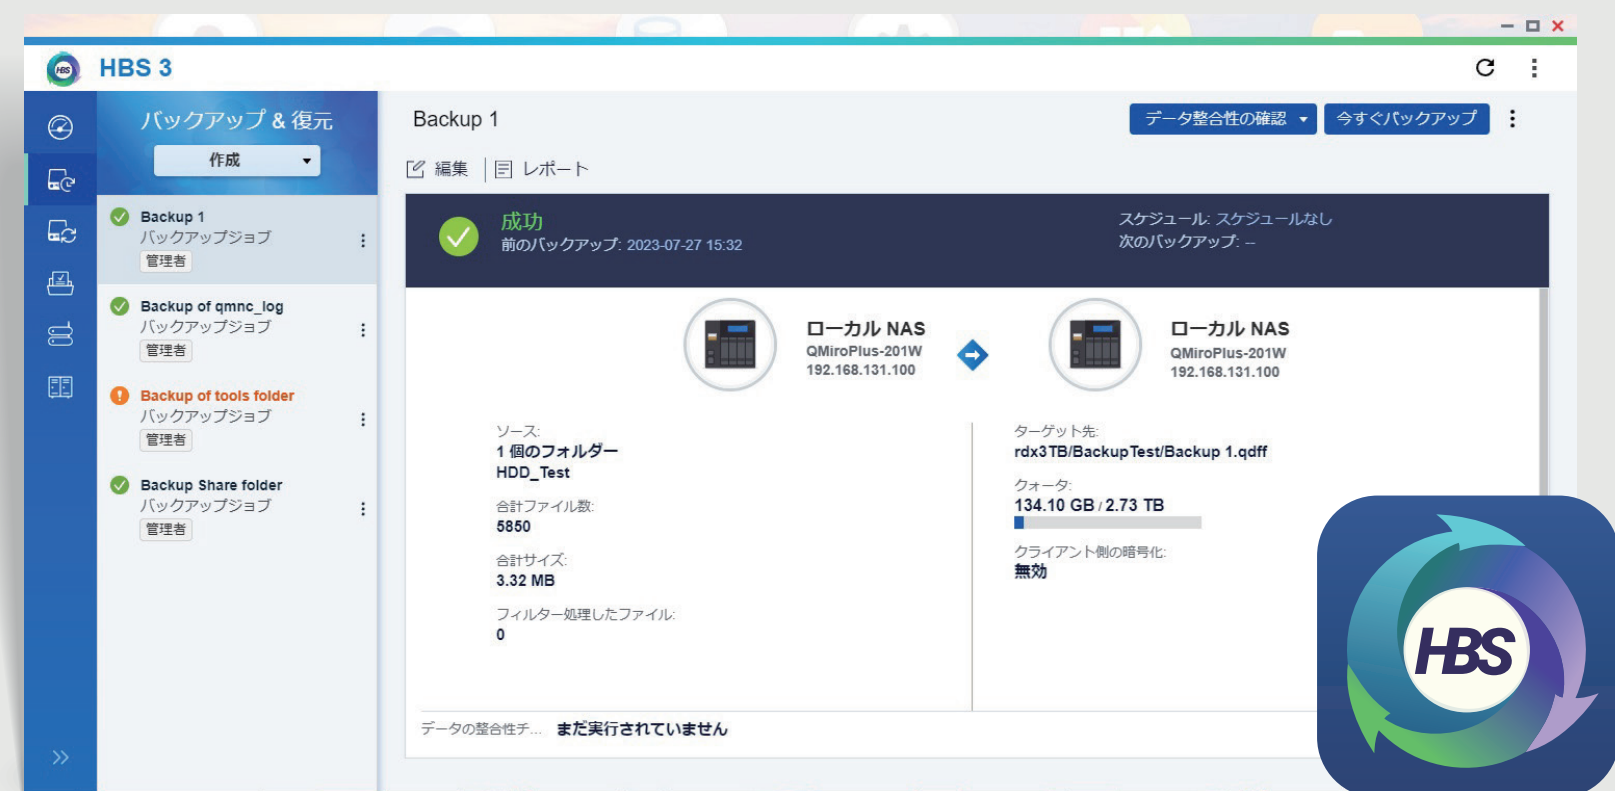 HBS
HBS 3
バックアップ & 復元
作成
Backup 1
バックアップジョブ
管理者
Backup of qmnc_log
バックアップジョブ
管理者
Backup of tools folder
バックアップジョブ
管理者
Backup Share folder
バックアップジョブ
管理者
Backup 1
データ整合性の確認
今すぐバックアップ
編集
レポート
成功
前のバックアップ: 2023-07-27 15:32
スケジュール: スケジュールなし
次のバックアップ: --
ローカル NAS
QMiroPlus-201W
192.168.131.100
ローカル NAS
QMiroPlus-201W
192.168.131.100
ソース:
1 個のフォルダー
HDD_Test
合計ファイル数:
5850
合計サイズ:
3.32 MB
フィルター処理したファイル:
0
ターゲット先:
rdx3TB/BackupTest/Backup 1.qdff
クォータ:
134.10 GB / 2.73 TB
クライアント側の暗号化:
無効
データの整合性チ... まだ実行されていません
HBS